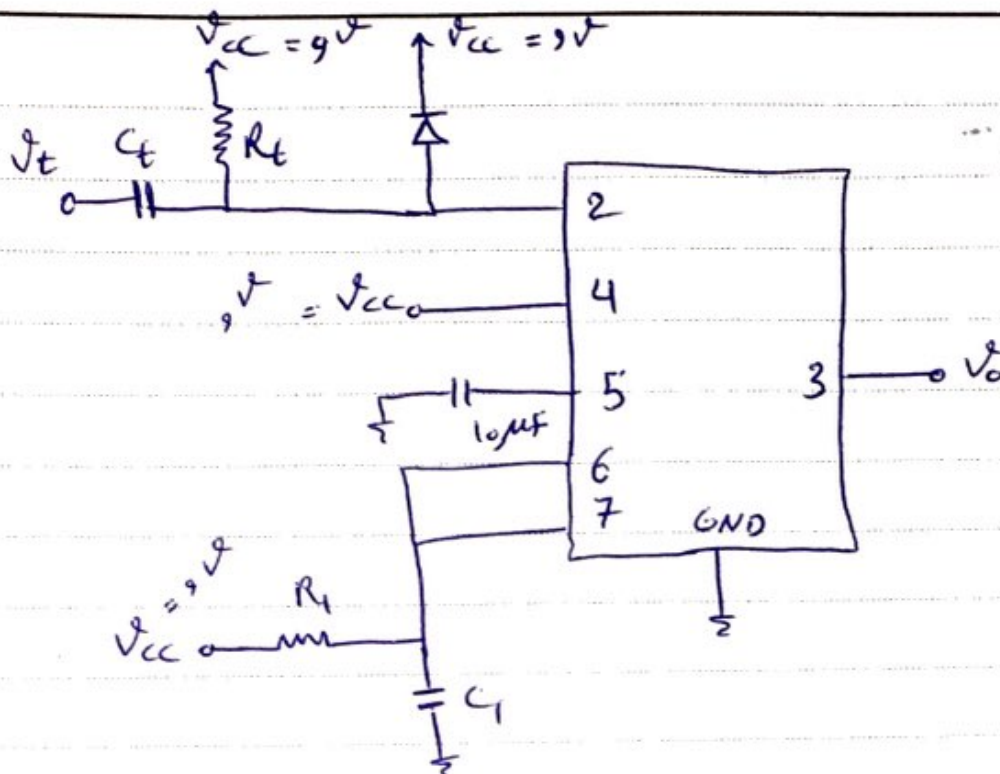 Vcc = 9V
Vcc = 9V
Vt
Ct
Rt
2
9V = Vcc
4
5
3
Vo
10μF
6
7
GND
Vcc = 9V
R1
C1